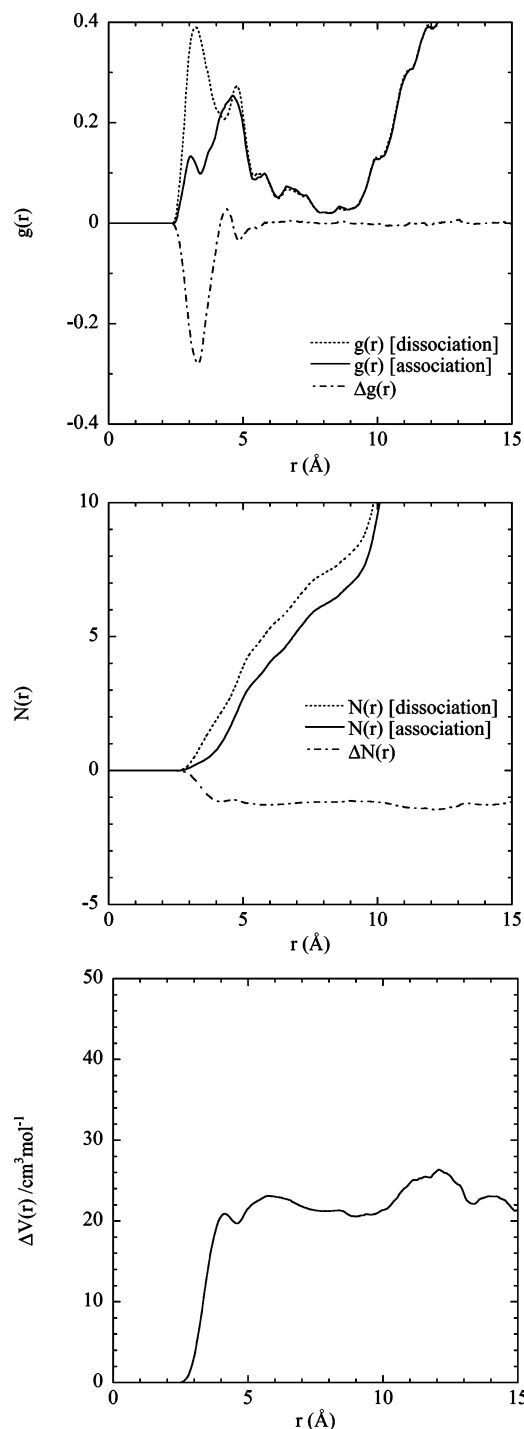 0.4
0.2
0
-0.2
-0.4
g(r)
g(r) [dissociation]
g(r) [association]
Δg(r)
0 5 10 15
r (Å)
10
5
0
-5
N(r)
N(r) [dissociation]
N(r) [association]
ΔN(r)
0 5 10 15
r (Å)
50
40
30
20
10
0
ΔV(r) /cm³mol⁻¹
0 5 10 15
r (Å)